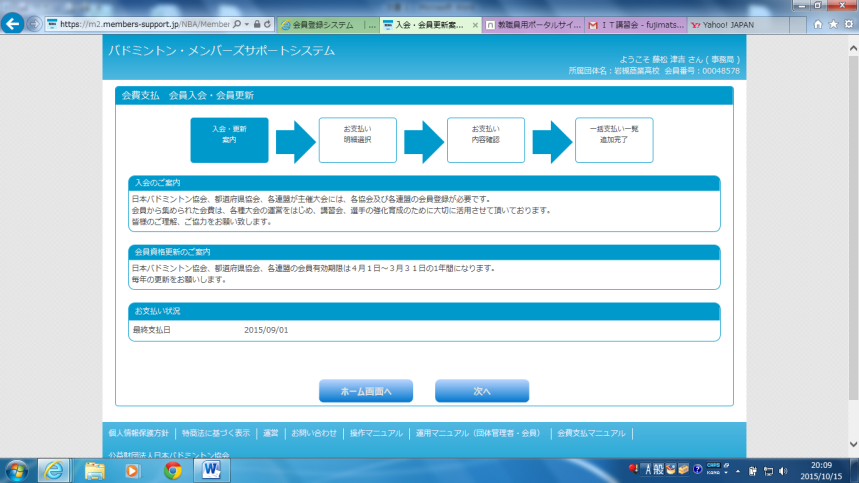 https://m2.members-support.jp/NBA/Member
会員登録システム | ...
入会・会員更新案... ×
教職員用ポータルサイ...
IT講習会 - fujimats...
Yahoo! JAPAN
バドミントン・メンバーズサポートシステム
ようこそ 藤松 津吉 さん ( 事務局 )
所属団体名：岩槻商業高校 会員番号：00048578
会費支払　会員入会・会員更新
入会・更新
案内
お支払い
明細選択
お支払い
内容確認
一括支払い一覧
追加完了
入会のご案内
日本バドミントン協会、都道府県協会、各連盟が主催大会には、各協会及び各連盟の会員登録が必要です。
会員から集められた会費は、各種大会の運営をはじめ、講習会、選手の強化育成のために大切に活用させて頂いております。
皆様のご理解、ご協力をお願い致します。
会員資格更新のご案内
日本バドミントン協会、都道府県協会、各連盟の会員有効期限は４月１日～３月３１日の1年間になります。
毎年の更新をお願いします。
お支払い状況
最終支払日 2015/09/01
ホーム画面へ 次へ
個人情報保護方針 | 特商法に基づく表示 | 運営 | お問い合わせ | 操作マニュアル | 運用マニュアル（団体管理者・会員） | 会費支払マニュアル |
公益財団法人日本バドミントン協会
A 般 CAPS KANA
20:09
2015/10/15